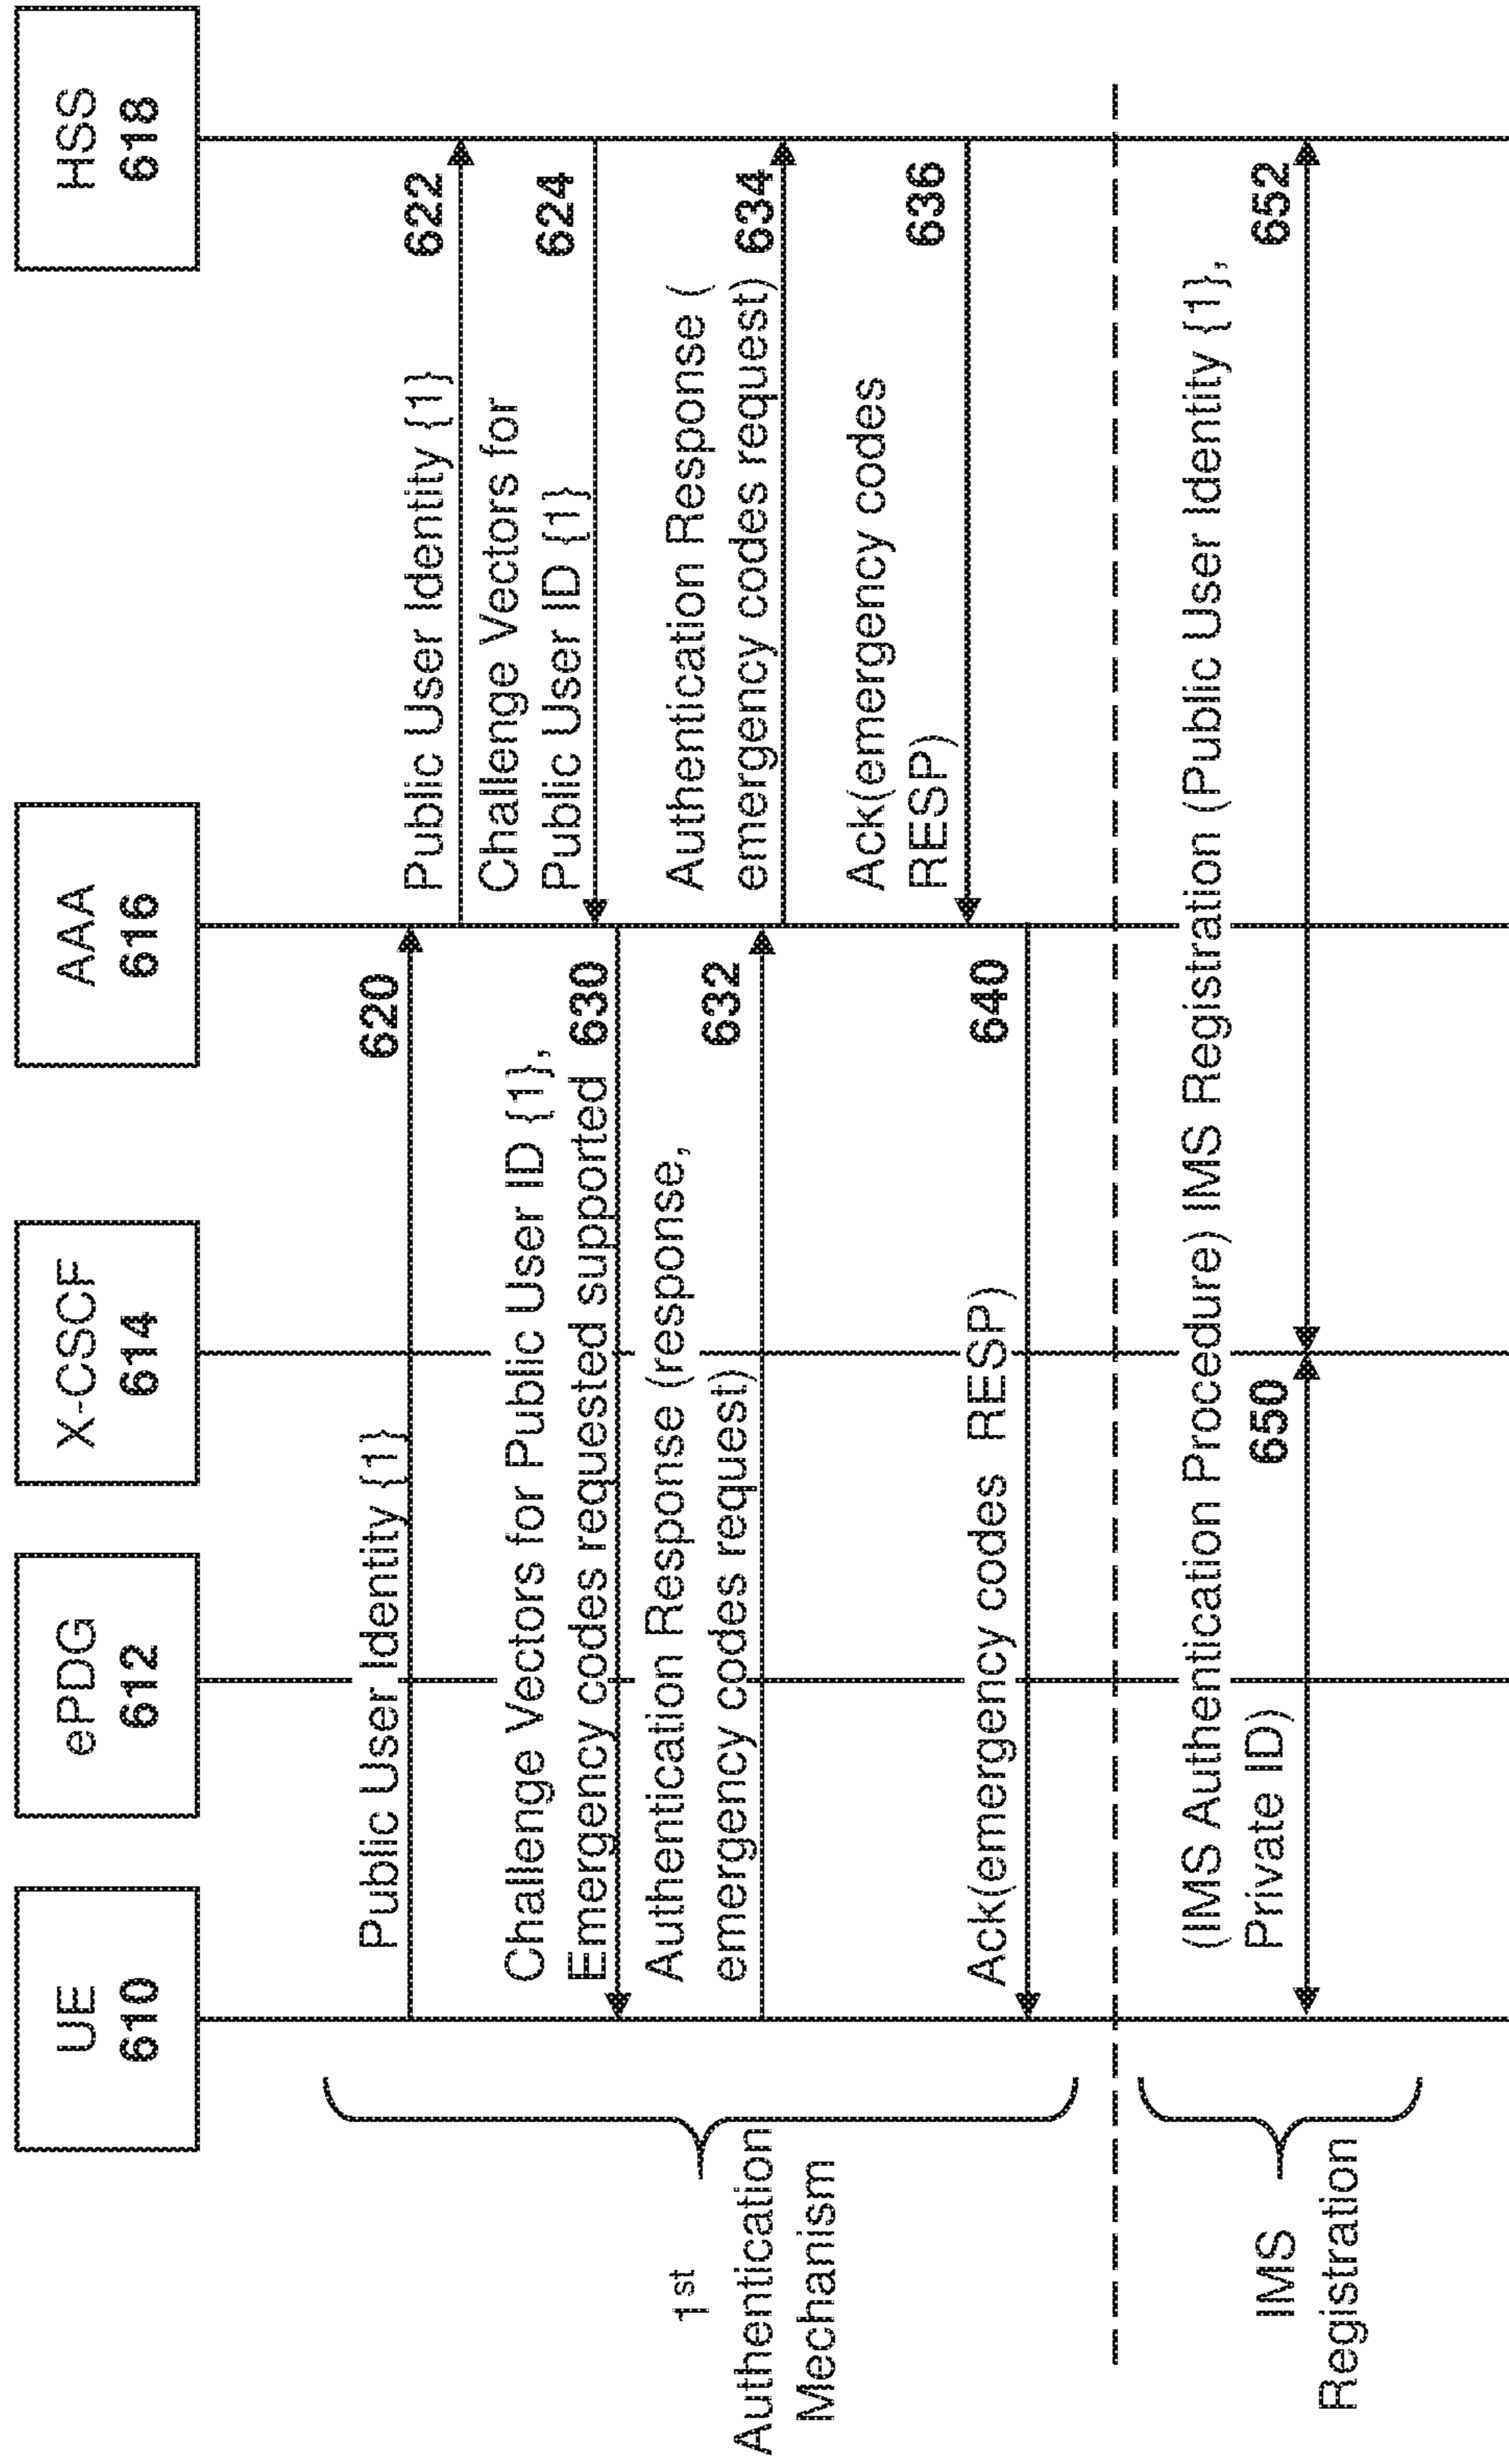 UE
610
ePDG
612
X-CSCF
614
AAA
616
HSS
618
Public User Identity {1}
620
Public User Identity {1}
622
Challenge Vectors for
Public User ID {1}
624
Challenge Vectors for Public User ID {1},
Emergency codes requested supported
630
Authentication Response (response,
emergency codes request)
632
Authentication Response (
emergency codes request)
634
Ack(emergency codes
RESP)
636
Ack(emergency codes RESP)
640
1st
Authentication
Mechanism
(IMS Authentication Procedure) IMS Registration (Public User Identity {1},
Private ID)
650
652
IMS
Registration